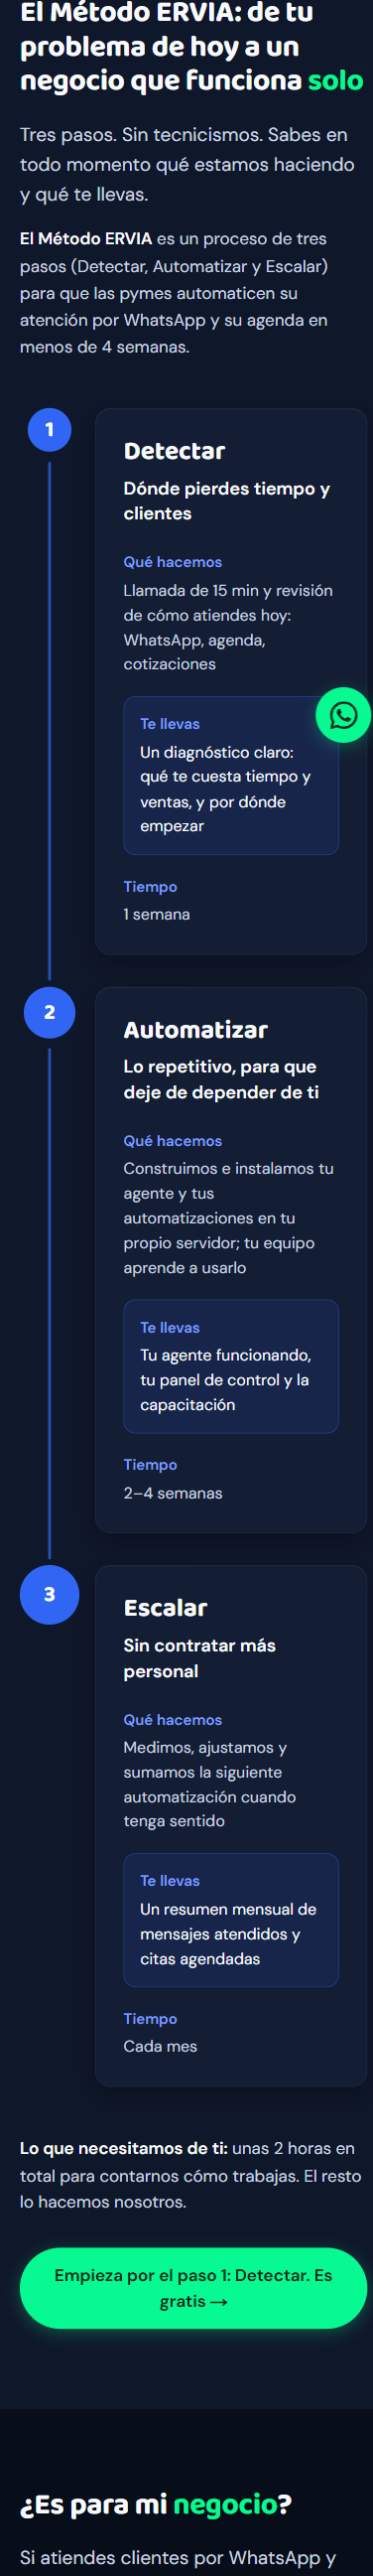 El Método ERVIA: de tu
problema de hoy a un
negocio que funciona solo
Tres pasos. Sin tecnicismos. Sabes en
todo momento qué estamos haciendo
y qué te llevas.
El Método ERVIA es un proceso de tres
pasos (Detectar, Automatizar y Escalar)
para que las pymes automaticen su
atención por WhatsApp y su agenda en
menos de 4 semanas.
1
Detectar
Dónde pierdes tiempo y
clientes
Qué hacemos
Llamada de 15 min y revisión
de cómo atiendes hoy:
WhatsApp, agenda,
cotizaciones
Te llevas
Un diagnóstico claro:
qué te cuesta tiempo y
ventas, y por dónde
empezar
Tiempo
1 semana
2
Automatizar
Lo repetitivo, para que
deje de depender de ti
Qué hacemos
Construimos e instalamos tu
agente y tus
automatizaciones en tu
propio servidor; tu equipo
aprende a usarlo
Te llevas
Tu agente funcionando,
tu panel de control y la
capacitación
Tiempo
2–4 semanas
3
Escalar
Sin contratar más
personal
Qué hacemos
Medimos, ajustamos y
sumamos la siguiente
automatización cuando
tenga sentido
Te llevas
Un resumen mensual de
mensajes atendidos y
citas agendadas
Tiempo
Cada mes
Lo que necesitamos de ti: unas 2 horas en
total para contarnos cómo trabajas. El resto
lo hacemos nosotros.
Empieza por el paso 1: Detectar. Es
gratis →
¿Es para mi negocio?
Si atiendes clientes por WhatsApp y